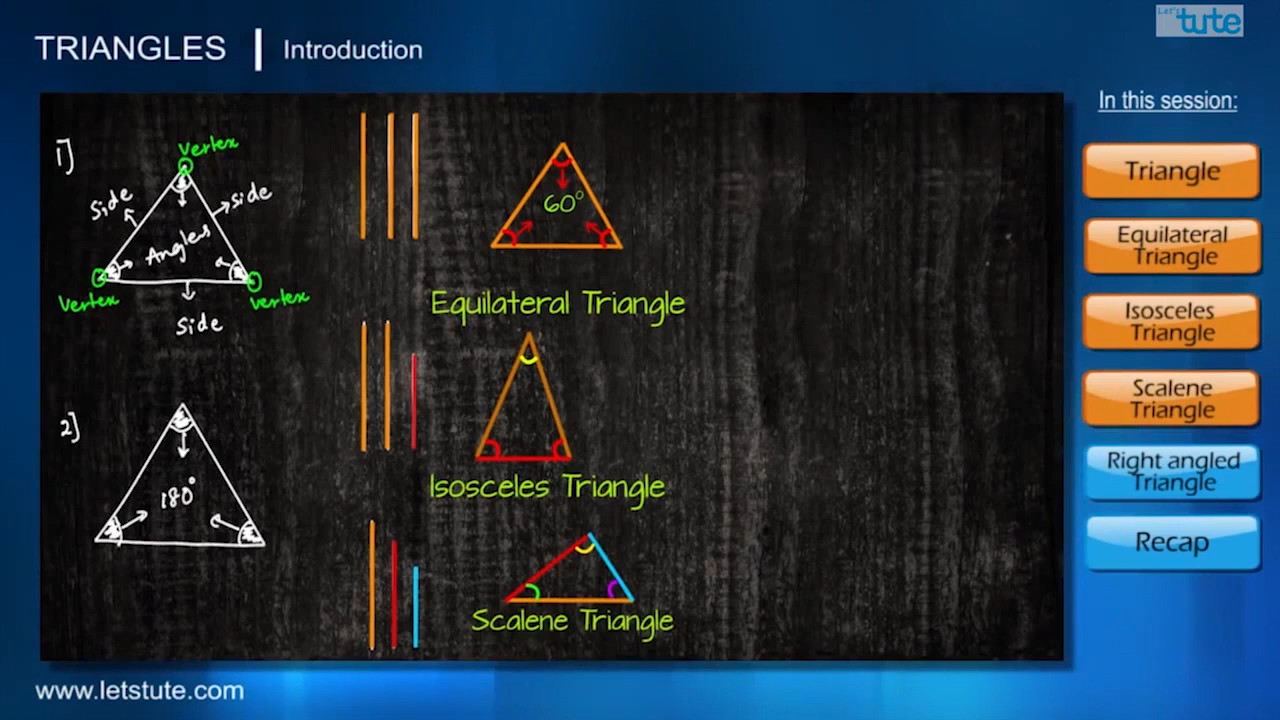 TRIANGLES | Introduction
Let's tute
1]
Vertex
Side
Side
Angles
Vertex
Vertex
Side
60°
Equilateral Triangle
2]
180°
Isosceles Triangle
Scalene Triangle
In this session:
Triangle
Equilateral
Triangle
Isosceles
Triangle
Scalene
Triangle
Right angled
Triangle
Recap
www.letstute.com